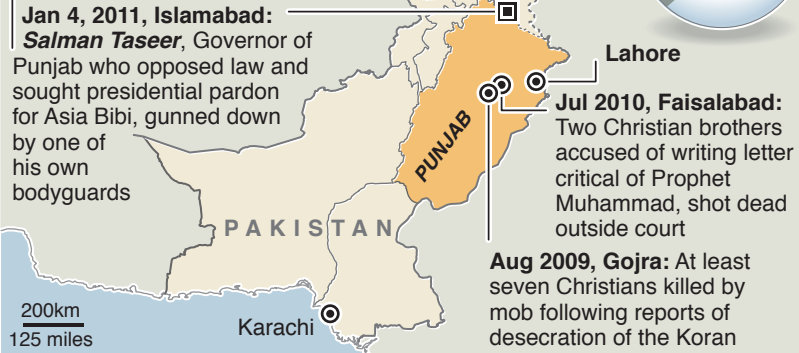 Jan 4, 2011, Islamabad:
Salman Taseer, Governor of
Punjab who opposed law and
sought presidential pardon
for Asia Bibi, gunned down
by one of
his own
bodyguards
Lahore
Jul 2010, Faisalabad:
Two Christian brothers
accused of writing letter
critical of Prophet
Muhammad, shot dead
outside court
PUNJAB
PAKISTAN
Aug 2009, Gojra: At least
seven Christians killed by
mob following reports of
desecration of the Koran
Karachi
200km
125 miles